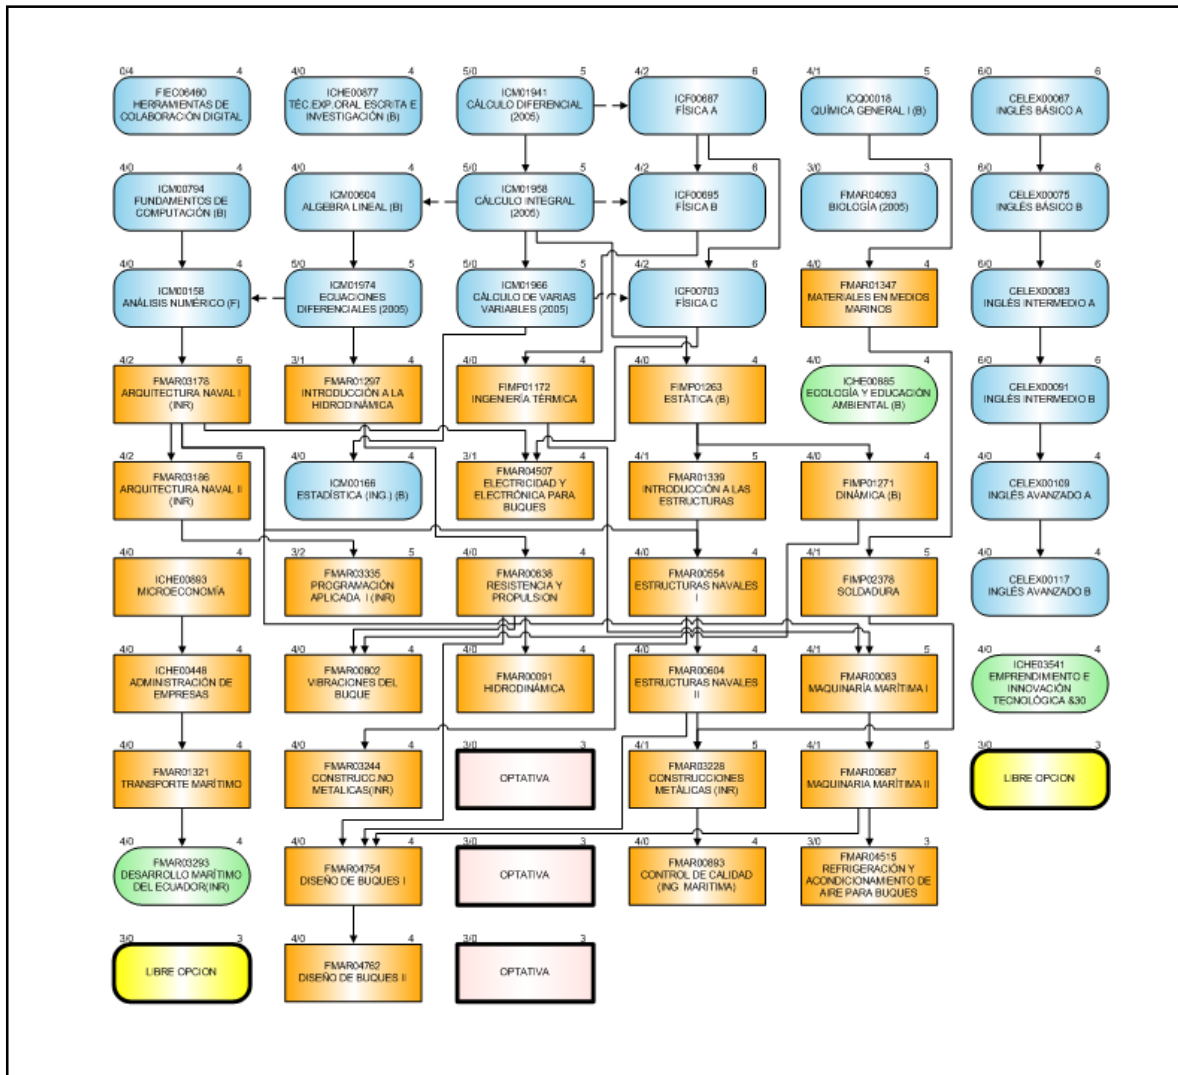 0/4 4
FIEC06460
HERRAMIENTAS DE
COLABORACIÓN DIGITAL
4/0 4
ICHE00877
TÉC.EXP.ORAL ESCRITA E
INVESTIGACIÓN (B)
5/0 5
ICM01941
CÁLCULO DIFERENCIAL
(2005)
4/2 6
ICF00687
FÍSICA A
4/1 5
ICQ00018
QUÍMICA GENERAL I (B)
6/0 6
CELEX00067
INGLÉS BÁSICO A
4/0 4
ICM00794
FUNDAMENTOS DE
COMPUTACIÓN (B)
4/0 4
ICM00604
ALGEBRA LINEAL (B)
5/0 5
ICM01958
CÁLCULO INTEGRAL
(2005)
4/2 6
ICF00695
FÍSICA B
3/0 3
FMAR04093
BIOLOGÍA (2005)
6/0 6
CELEX00075
INGLÉS BÁSICO B
4/0 4
ICM00158
ANÁLISIS NUMÉRICO (F)
5/0 5
ICM01974
ECUACIONES
DIFERENCIALES (2005)
5/0 5
ICM01966
CÁLCULO DE VARIAS
VARIABLES (2005)
4/2 6
ICF00703
FÍSICA C
4/0 4
FMAR01347
MATERIALES EN MEDIOS
MARINOS
6/0 6
CELEX00083
INGLÉS INTERMEDIO A
4/2 6
FMAR03178
ARQUITECTURA NAVAL I
(INR)
3/1 4
FMAR01297
INTRODUCCIÓN A LA
HIDRODINÁMICA
4/0 4
FIMP01172
INGENIERÍA TÉRMICA
4/0 4
FIMP01263
ESTÁTICA (B)
4/0 4
ICHE00885
ECOLOGÍA Y EDUCACIÓN
AMBIENTAL (B)
6/0 6
CELEX00091
INGLÉS INTERMEDIO B
4/2 6
FMAR03186
ARQUITECTURA NAVAL II
(INR)
4/0 4
ICM00166
ESTADÍSTICA (ING.) (B)
3/1 4
FMAR04507
ELECTRICIDAD Y
ELECTRÓNICA PARA
BUQUES
4/1 5
FMAR01339
INTRODUCCIÓN A LAS
ESTRUCTURAS
4/0 4
FIMP01271
DINÁMICA (B)
4/0 4
CELEX00109
INGLÉS AVANZADO A
4/0 4
ICHE00893
MICROECONOMÍA
3/2 5
FMAR03335
PROGRAMACIÓN
APLICADA I (INR)
4/0 4
FMAR00638
RESISTENCIA Y
PROPULSION
4/0 4
FMAR00554
ESTRUCTURAS NAVALES
I
4/1 5
FIMP02378
SOLDADURA
4/0 4
CELEX00117
INGLÉS AVANZADO B
4/0 4
ICHE00448
ADMINISTRACIÓN DE
EMPRESAS
4/0 4
FMAR00802
VIBRACIONES DEL
BUQUE
4/0 4
FMAR00091
HIDRODINÁMICA
4/0 4
FMAR00604
ESTRUCTURAS NAVALES
II
4/1 5
FMAR00083
MAQUINARÍA MARÍTIMA I
4/0 4
ICHE03541
EMPRENDIMIENTO E
INNOVACIÓN
TECNOLÓGICA &30
4/0 4
FMAR01321
TRANSPORTE MARÍTIMO
4/0 4
FMAR03244
CONSTRUCC.NO
METALICAS(INR)
3/0 3
OPTATIVA
4/1 5
FMAR03228
CONSTRUCCIONES
METÁLICAS (INR)
4/1 5
FMAR00687
MAQUINARIA MARÍTIMA II
3/0 3
LIBRE OPCION
4/0 4
FMAR03293
DESARROLLO MARÍTIMO
DEL ECUADOR(INR)
4/0 4
FMAR04754
DISEÑO DE BUQUES I
3/0 3
OPTATIVA
4/0 4
FMAR00893
CONTROL DE CALIDAD
(ING MARITIMA)
3/0 3
FMAR04515
REFRIGERACIÓN Y
ACONDICIONAMIENTO DE
AIRE PARA BUQUES
3/0 3
LIBRE OPCION
4/0 4
FMAR04762
DISEÑO DE BUQUES II
3/0 3
OPTATIVA